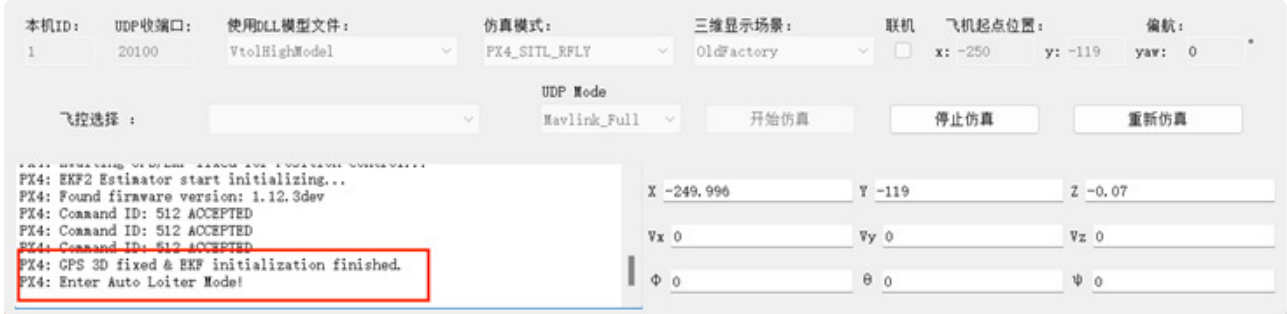 本机ID: UDP收端口: 使用DLL模型文件: 仿真模式: 三维显示场景: 联机 飞机起点位置: 偏航:
1 20100 VtolHighModel PX4_SITL_RFLY OldFactory x: -250 y: -119 yaw: 0 °
UDP Mode
飞控选择 : Mavlink_Full 开始仿真 停止仿真 重新仿真
PX4: EKF2 Estimator start initializing...
PX4: Found firmware version: 1.12.3dev
PX4: Command ID: 512 ACCEPTED
PX4: Command ID: 512 ACCEPTED
PX4: Command ID: 512 ACCEPTED
PX4: GPS 3D fixed & EKF initialization finished.
PX4: Enter Auto Loiter Mode!
X -249.996 Y -119 Z -0.07
Vx 0 Vy 0 Vz 0
Φ 0 θ 0 ψ 0